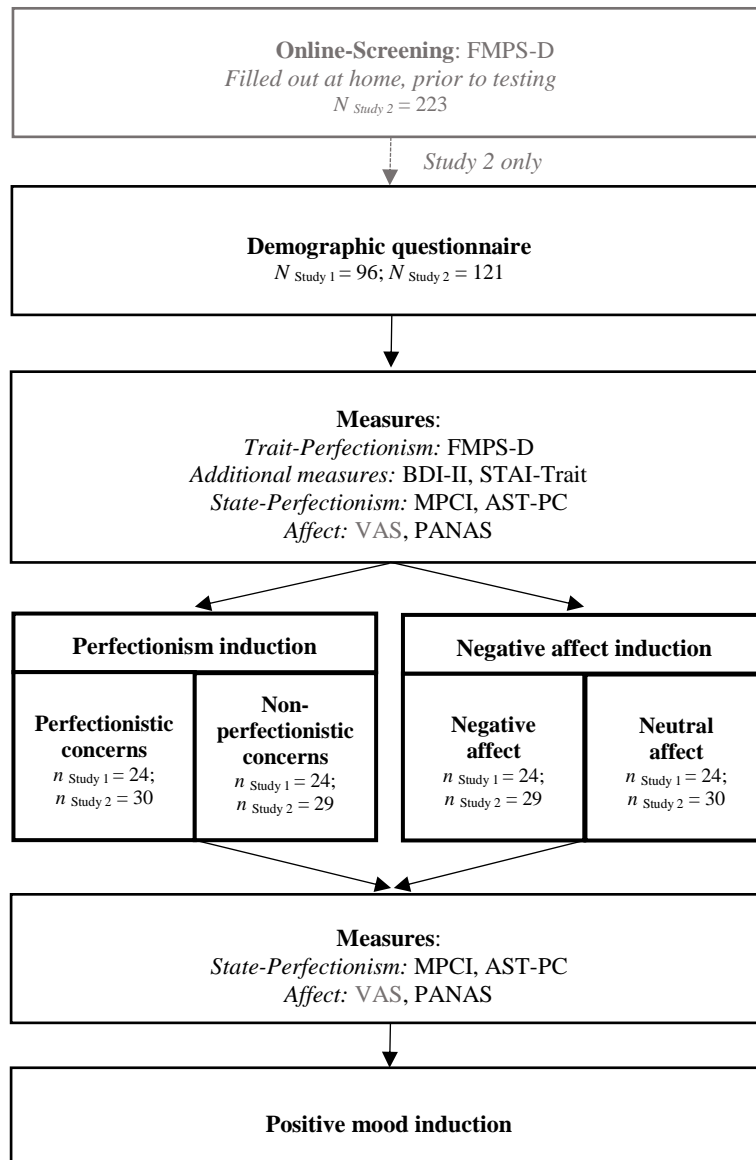 Online-Screening: FMPS-D
Filled out at home, prior to testing
N Study 2 = 223
Study 2 only
Demographic questionnaire
N Study 1 = 96; N Study 2 = 121
Measures:
Trait-Perfectionism: FMPS-D
Additional measures: BDI-II, STAI-Trait
State-Perfectionism: MPCI, AST-PC
Affect: VAS, PANAS
Perfectionism induction
Perfectionistic
concerns
n Study 1 = 24;
n Study 2 = 30
Non-
perfectionistic
concerns
n Study 1 = 24;
n Study 2 = 29
Negative affect induction
Negative
affect
n Study 1 = 24;
n Study 2 = 29
Neutral
affect
n Study 1 = 24;
n Study 2 = 30
Measures:
State-Perfectionism: MPCI, AST-PC
Affect: VAS, PANAS
Positive mood induction